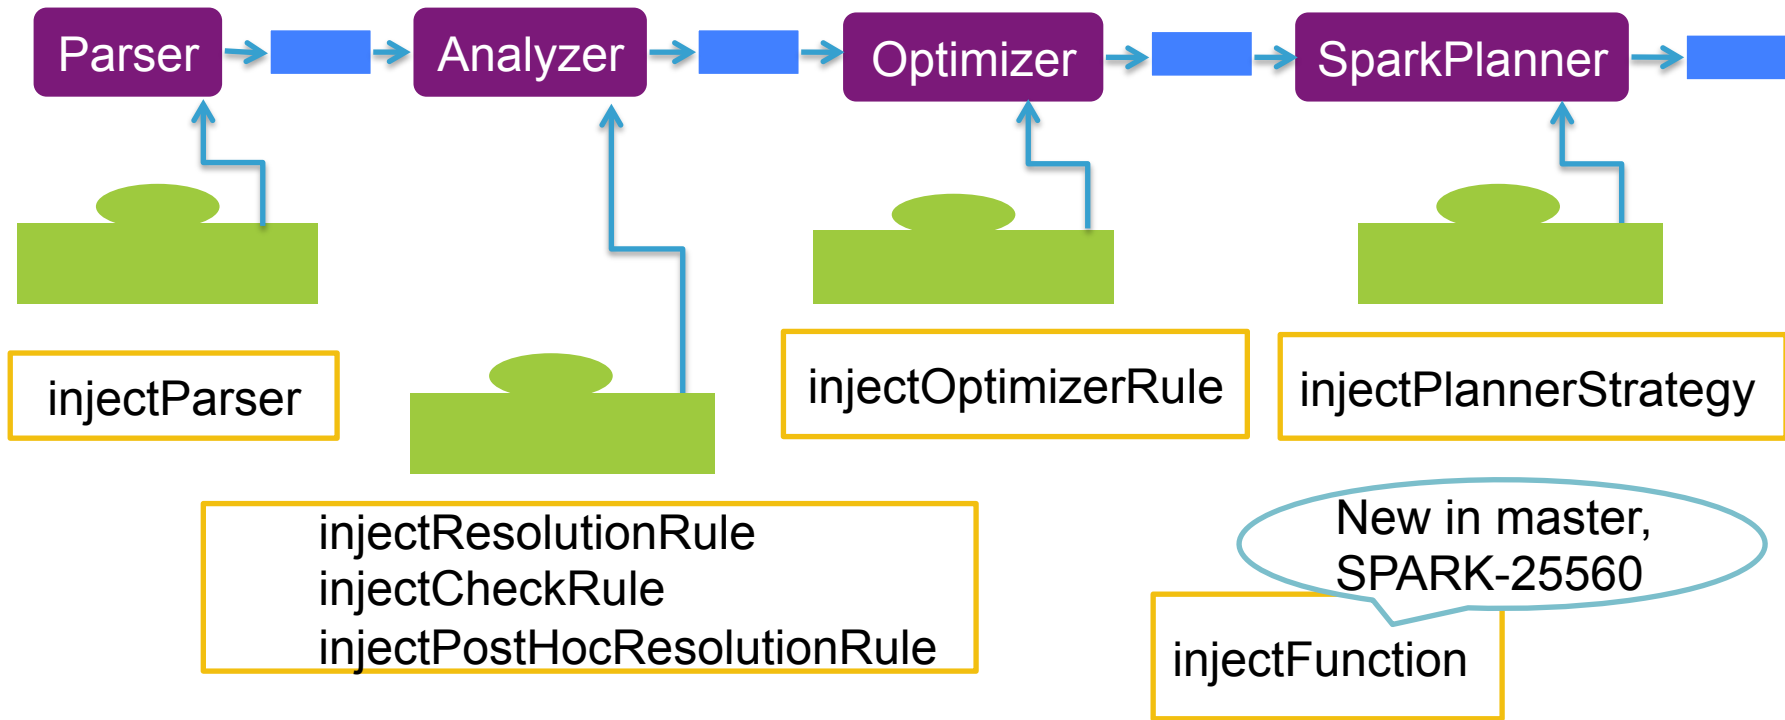 Parser
Analyzer
Optimizer
SparkPlanner
injectParser
injectOptimizerRule
injectPlannerStrategy
injectResolutionRule
injectCheckRule
injectPostHocResolutionRule
New in master,
SPARK-25560
injectFunction